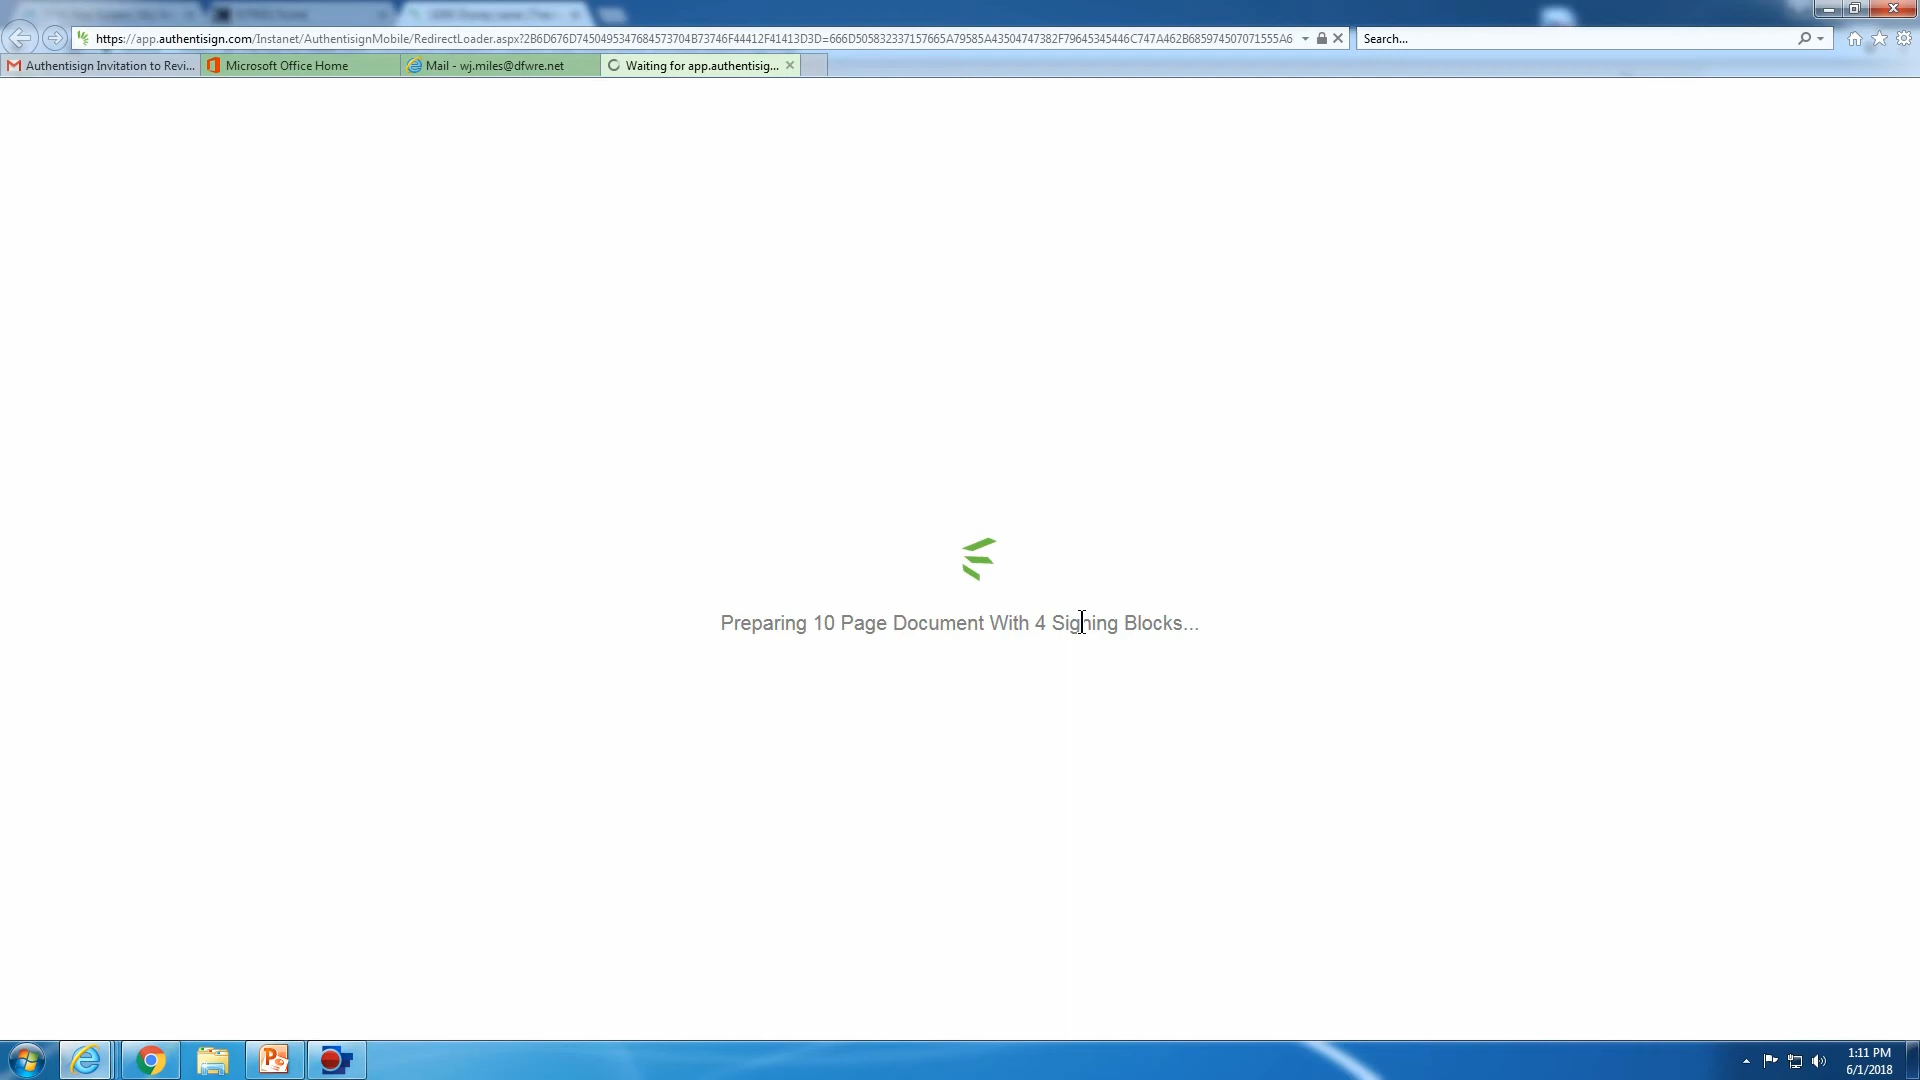 https://app.authentisign.com/Instanet/AuthentisignMobile/RedirectLoader.aspx?2B6D676D7450495347684573704B73746F44412F41413D3D=666D505832337157665A79585A43504747382F79645345446C747A462B685974507071555A6
Search...
Authentisign Invitation to Revi...
Microsoft Office Home
Mail - wj.miles@dfwre.net
Waiting for app.authentisig...
Preparing 10 Page Document With 4 Signing Blocks...
1:11 PM
6/1/2018